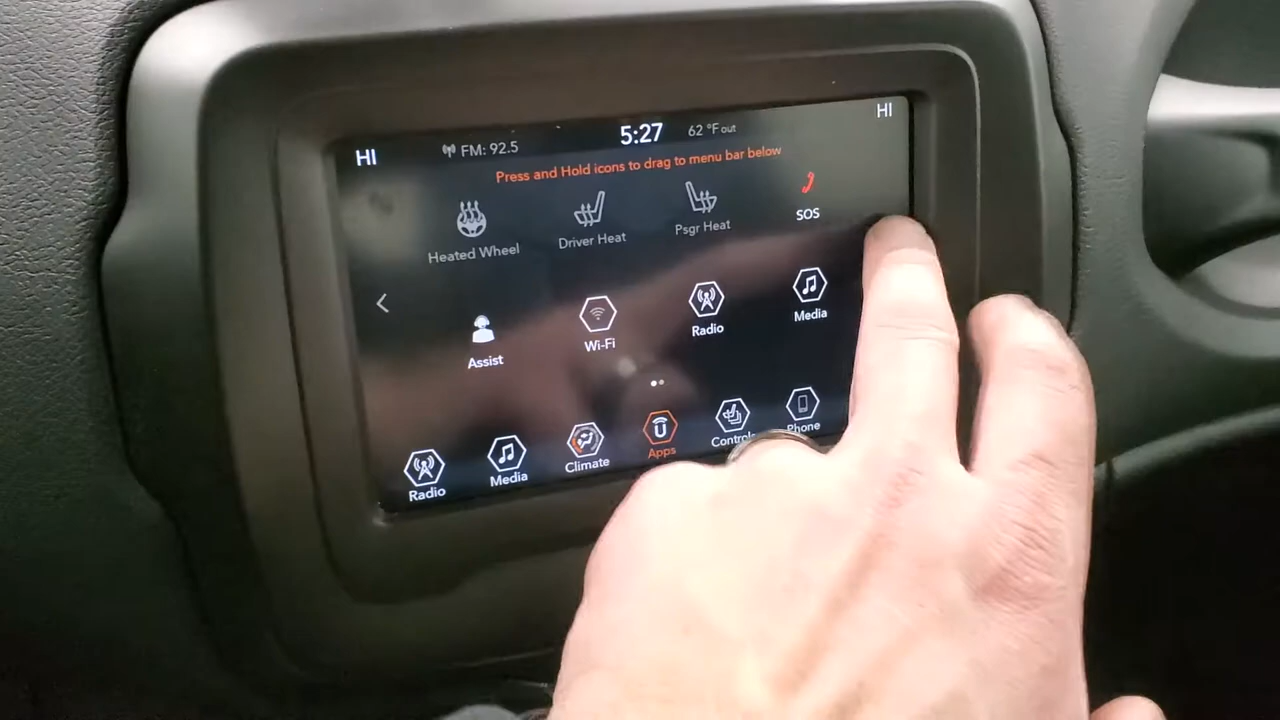 HI FM: 92.5 5:27 62 °F out HI
Press and Hold icons to drag to menu bar below
Heated Wheel Driver Heat Psgr Heat SOS
Assist Wi-Fi Radio Media
Radio Media Climate Apps Controls Phone